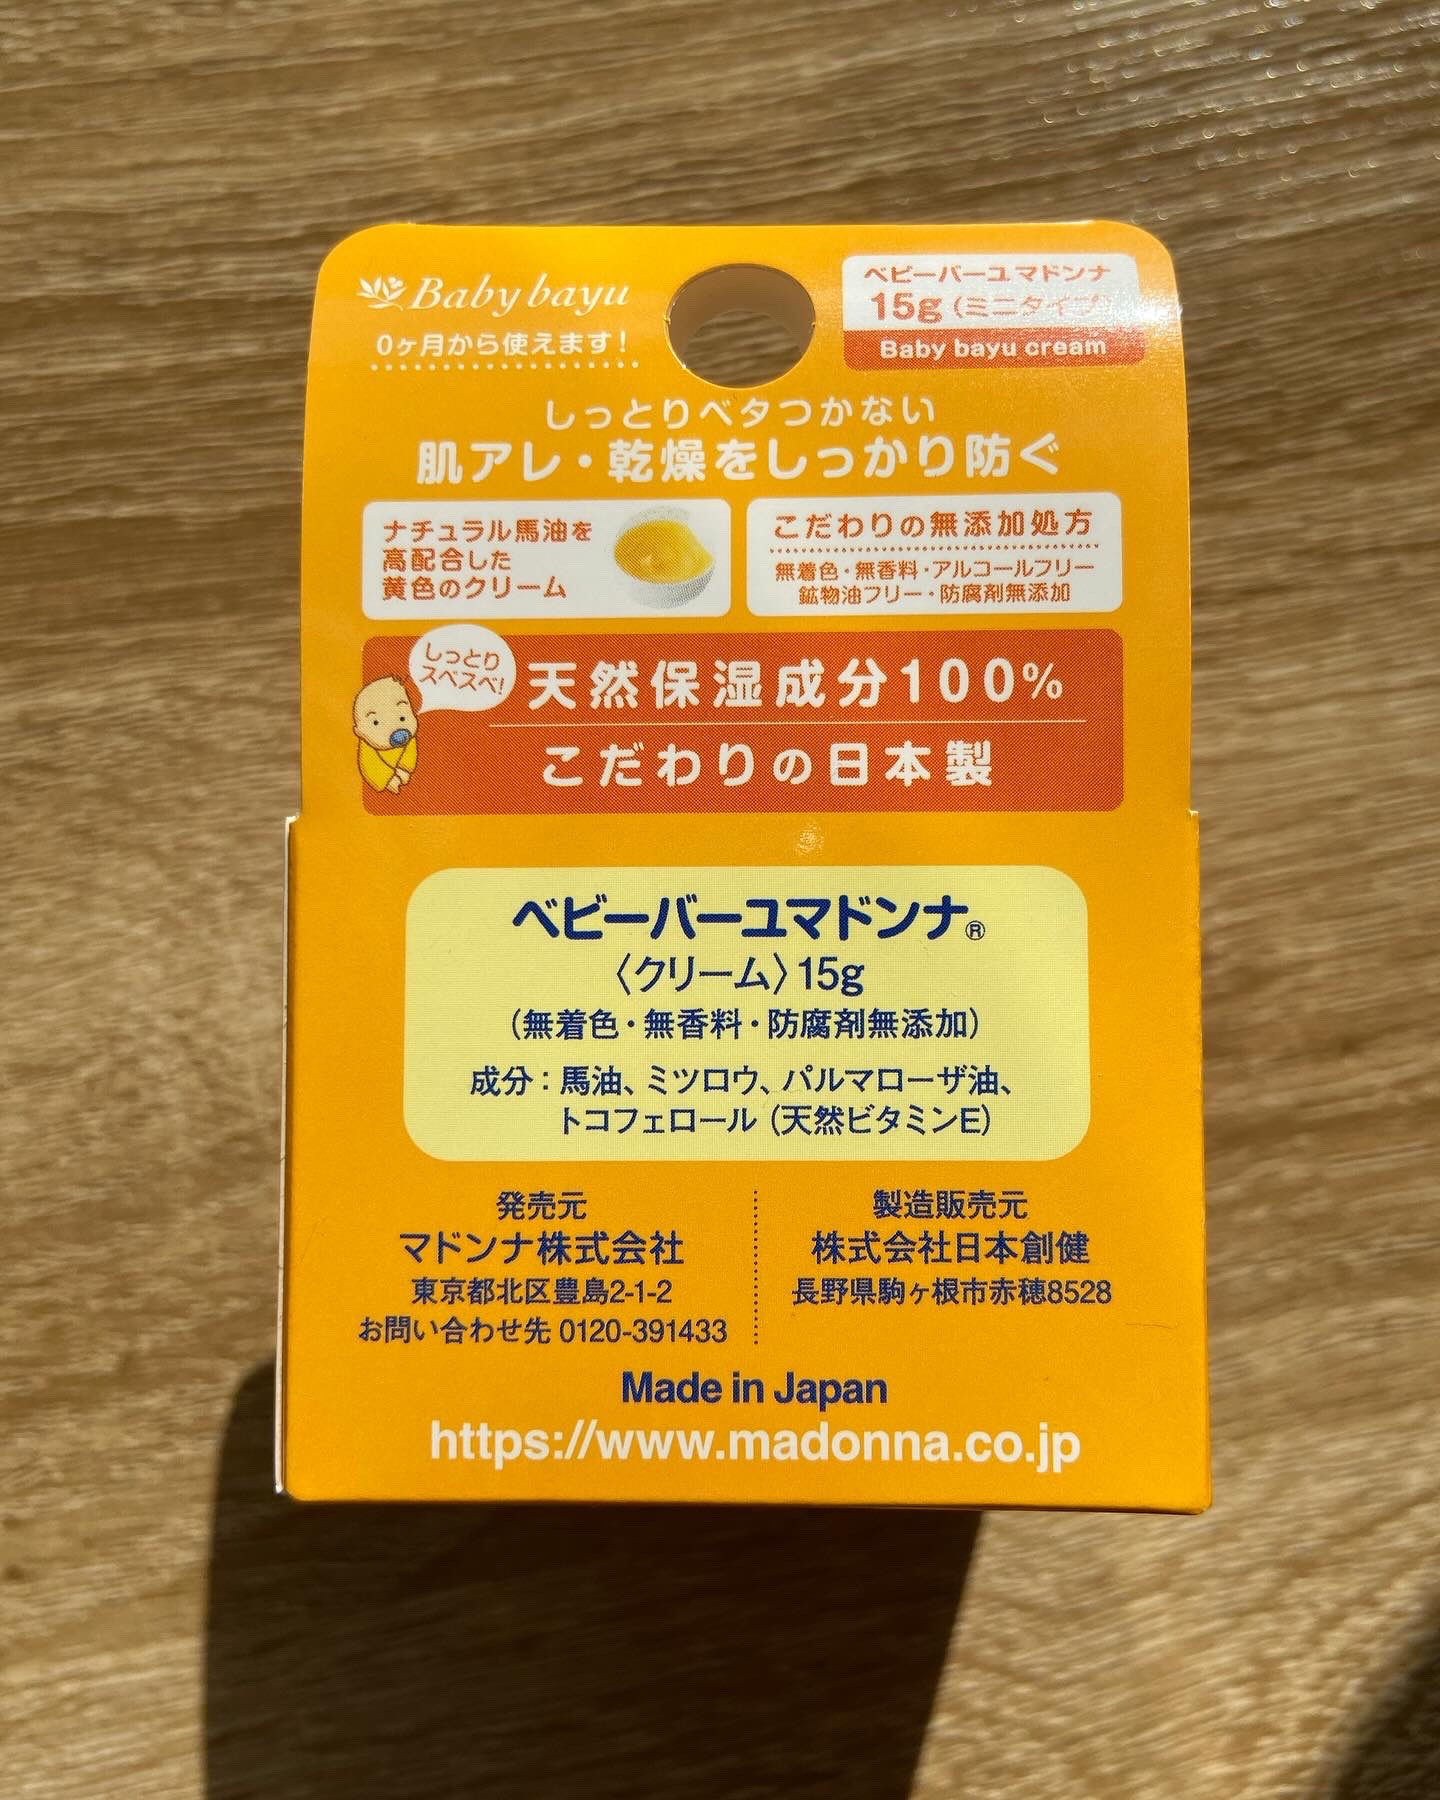 Baby bayu
0ヶ月から使えます!
ベビーバーユマドンナ
15g(ミニタイプ)
Baby bayu cream
しっとりベタつかない
肌アレ・乾燥をしっかり防ぐ
ナチュラル馬油を
高配合した
黄色のクリーム
こだわりの無添加処方
無着色・無香料・アルコールフリー
鉱物油フリー・防腐剤無添加
しっとり
スベスベ!
天然保湿成分100%
こだわりの日本製
ベビーバーユマドンナ®
〈クリーム〉15g
(無着色・無香料・防腐剤無添加)
成分:馬油、ミツロウ、パルマローザ油、
トコフェロール(天然ビタミンE)
発売元
マドンナ株式会社
東京都北区豊島2-1-2
お問い合わせ先 0120-391433
製造販売元
株式会社日本創健
長野県駒ヶ根市赤穂8528
Made in Japan
https://www.madonna.co.jp